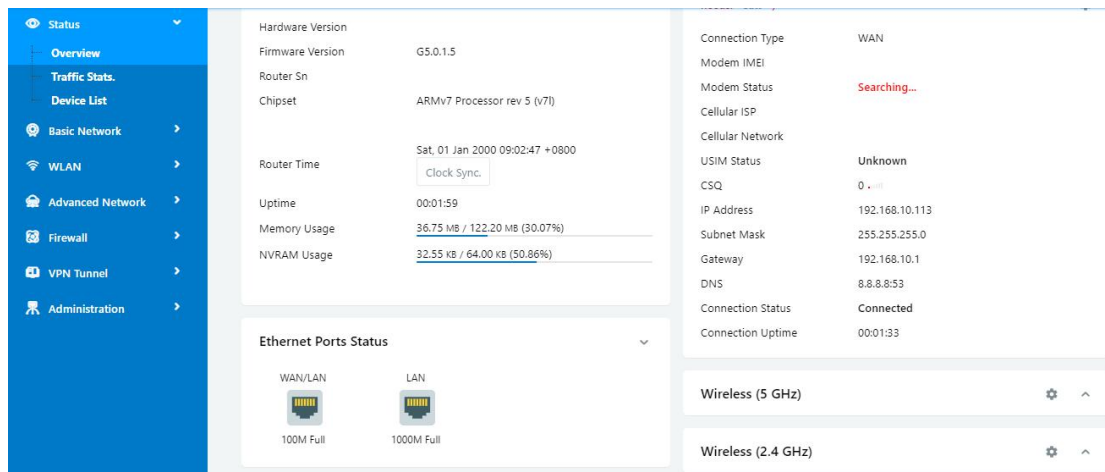 Status
Overview
Traffic Stats.
Device List
Basic Network
WLAN
Advanced Network
Firewall
VPN Tunnel
Administration
Hardware Version
Firmware Version G5.0.1.5
Router Sn
Chipset ARMv7 Processor rev 5 (v7l)
Router Time Sat, 01 Jan 2000 09:02:47 +0800
Clock Sync.
Uptime 00:01:59
Memory Usage 36.75 MB / 122.20 MB (30.07%)
NVRAM Usage 32.55 KB / 64.00 KB (50.86%)
Ethernet Ports Status
WAN/LAN LAN
100M Full 1000M Full
Connection Type WAN
Modem IMEI
Modem Status Searching...
Cellular ISP
Cellular Network
USIM Status Unknown
CSQ 0
IP Address 192.168.10.113
Subnet Mask 255.255.255.0
Gateway 192.168.10.1
DNS 8.8.8.8:53
Connection Status Connected
Connection Uptime 00:01:33
Wireless (5 GHz)
Wireless (2.4 GHz)